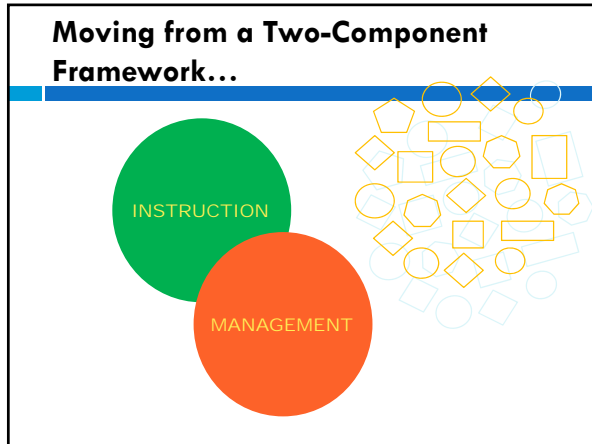 Moving from a Two-Component
Framework…
INSTRUCTION
MANAGEMENT